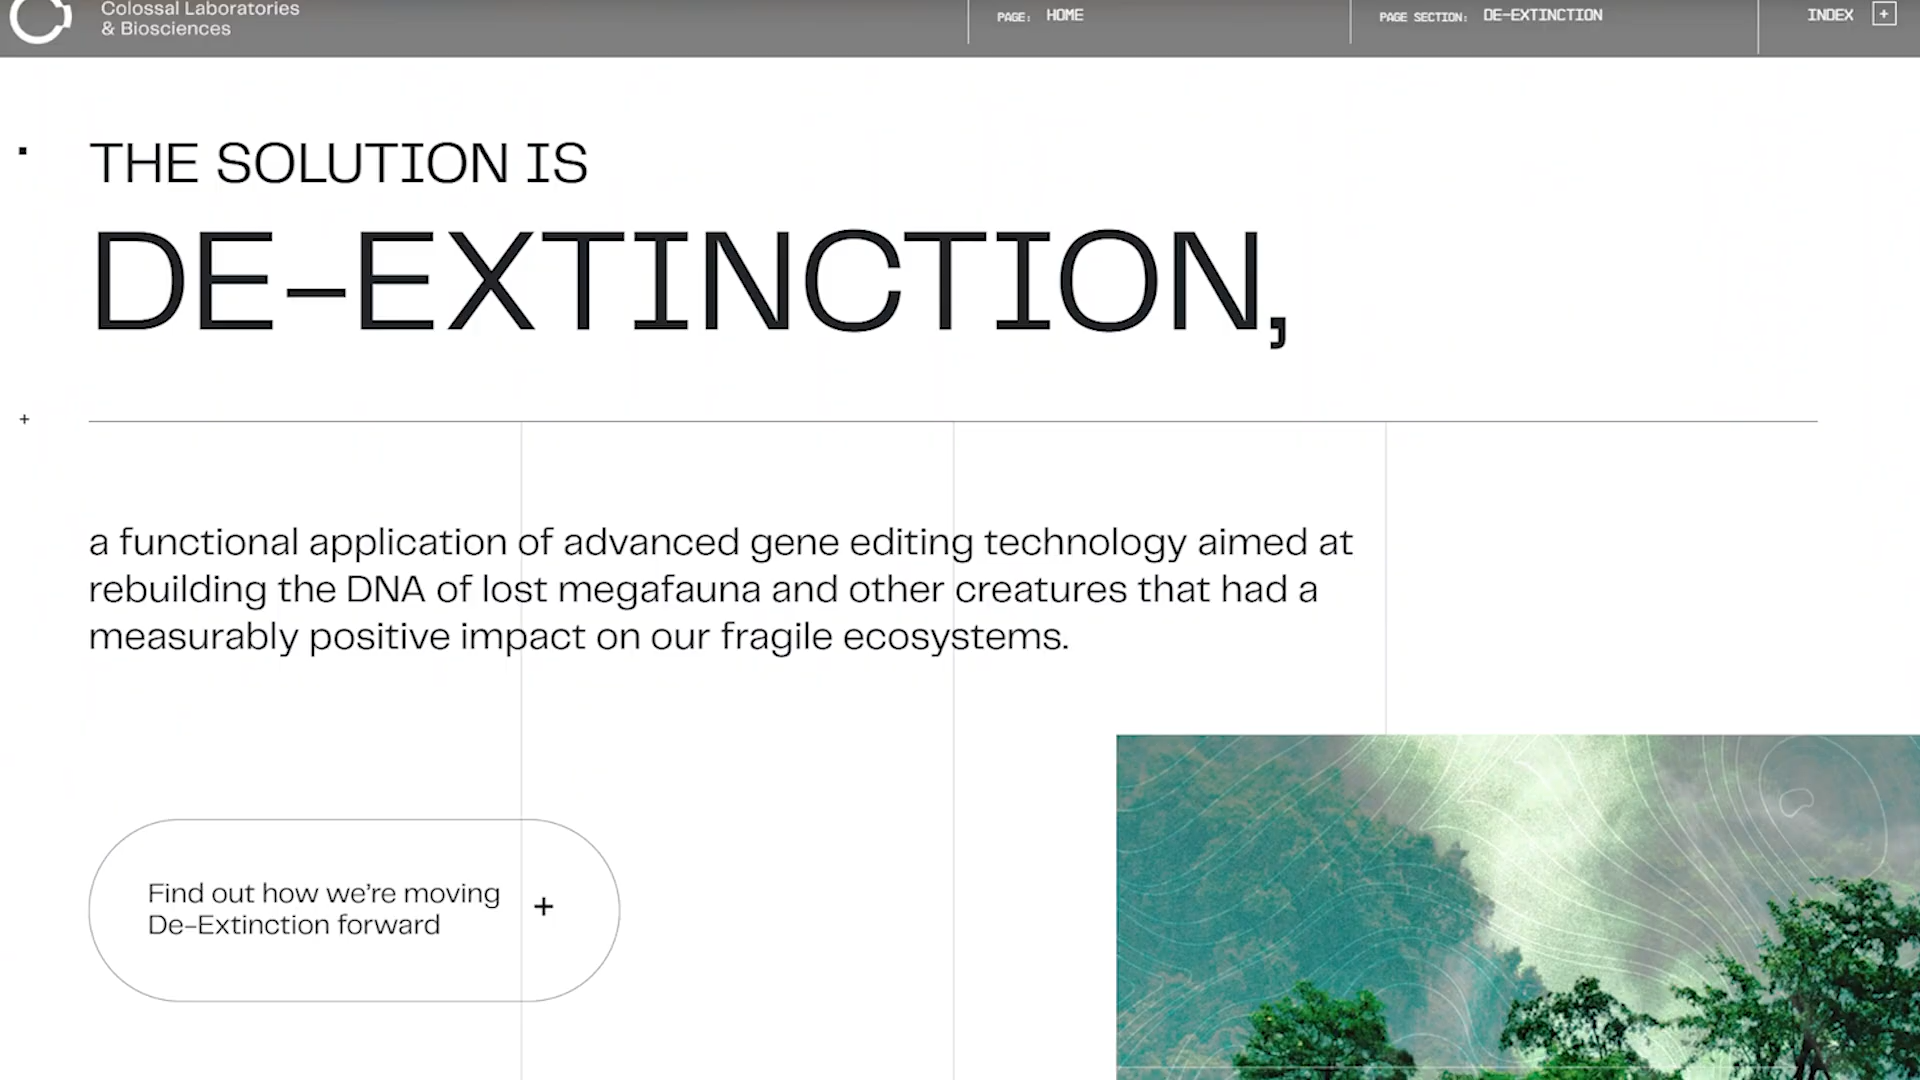 Colossal Laboratories
& Biosciences
PAGE: HOME
PAGE SECTION: DE-EXTINCTION
INDEX +
THE SOLUTION IS
DE-EXTINCTION,
+
a functional application of advanced gene editing technology aimed at
rebuilding the DNA of lost megafauna and other creatures that had a
measurably positive impact on our fragile ecosystems.
Find out how we're moving
De-Extinction forward
+